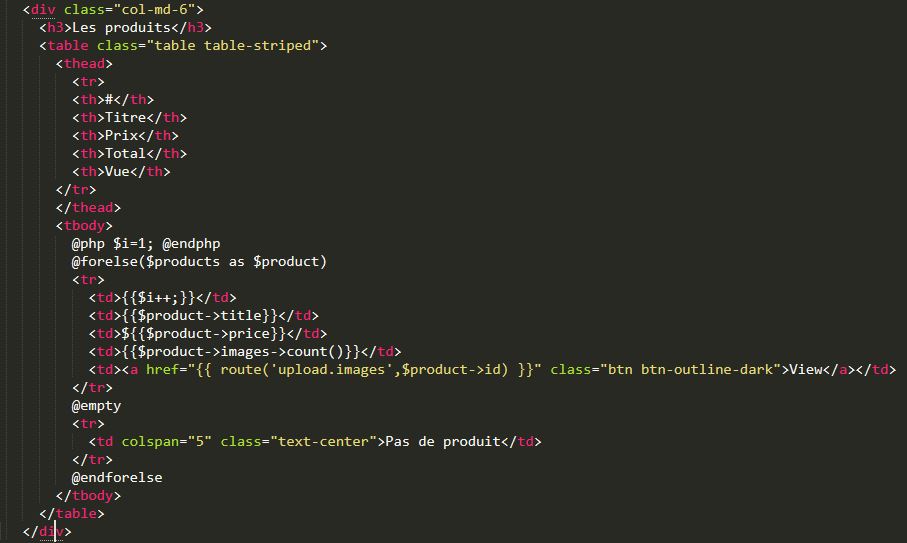 <div class="col-md-6">
<h3>Les produits</h3>
<table class="table table-striped">
<thead>
<tr>
<th>#</th>
<th>Titre</th>
<th>Prix</th>
<th>Total</th>
<th>Vue</th>
</tr>
</thead>
<tbody>
@php $i=1; @endphp
@forelse($products as $product)
<tr>
<td>{{$i++;}}</td>
<td>{{$product->title}}</td>
<td>${{$product->price}}</td>
<td>{{$product->images->count()}}</td>
<td><a href="{{ route('upload.images',$product->id) }}" class="btn btn-outline-dark">View</a></td>
</tr>
@empty
<tr>
<td colspan="5" class="text-center">Pas de produit</td>
</tr>
@endforelse
</tbody>
</table>
</div>